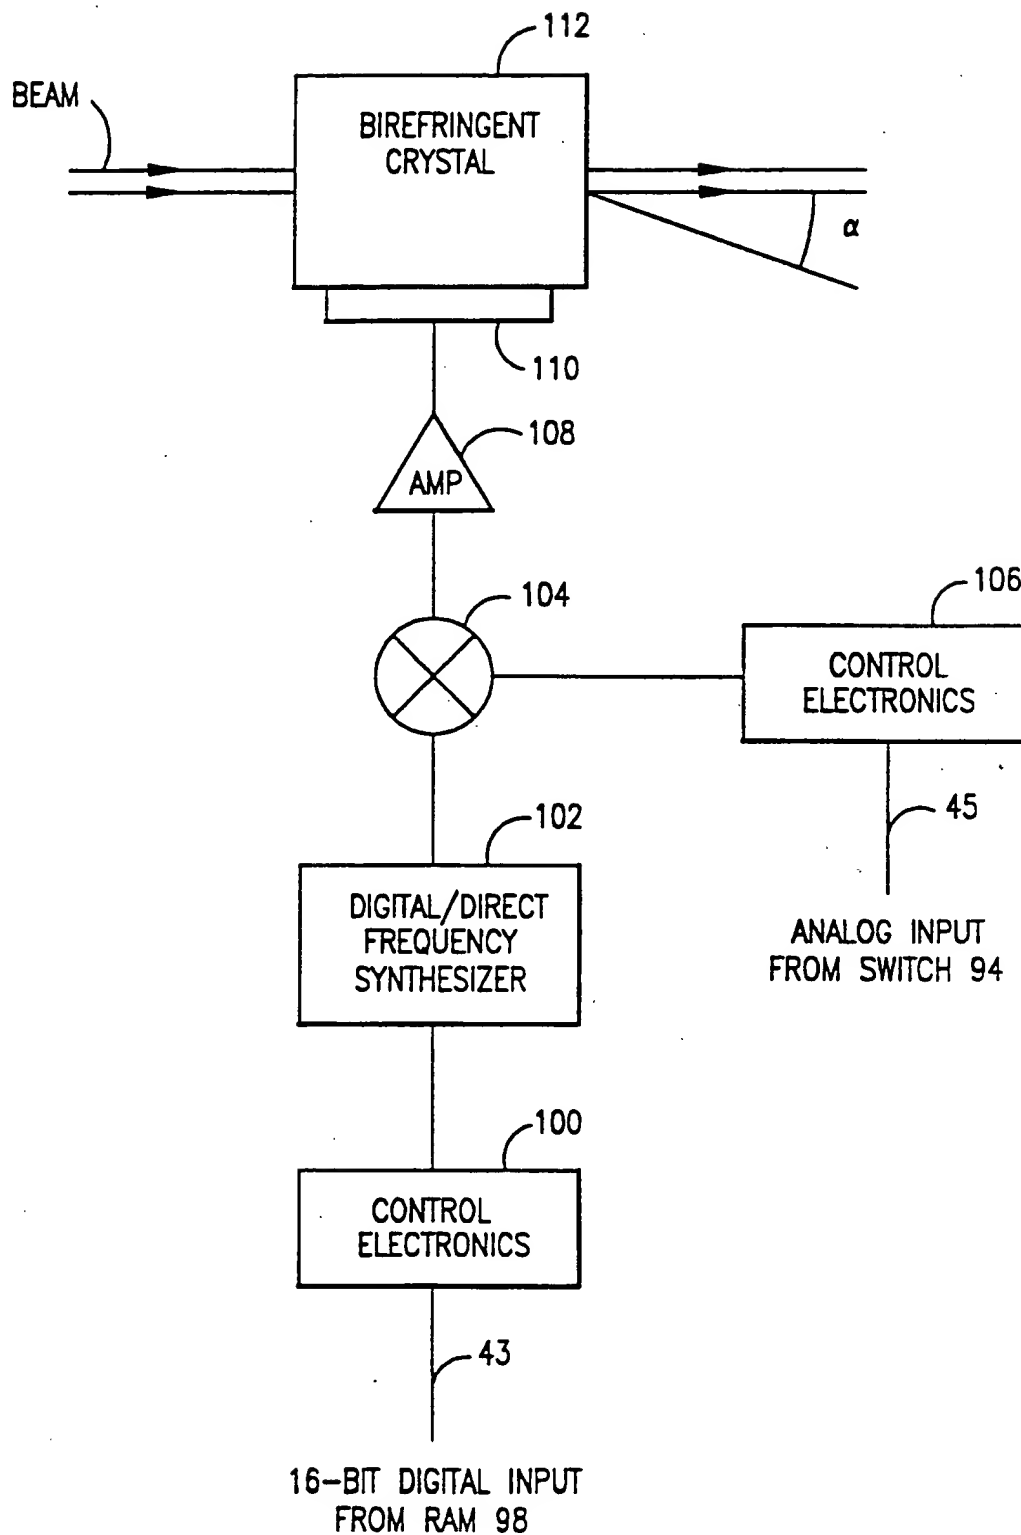 112
BEAM
BIREFRINGENT
CRYSTAL
α
110
108
AMP
104
106
CONTROL
ELECTRONICS
45
102
DIGITAL/DIRECT
FREQUENCY
SYNTHESIZER
ANALOG INPUT
FROM SWITCH 94
100
CONTROL
ELECTRONICS
43
16-BIT DIGITAL INPUT
FROM RAM 98